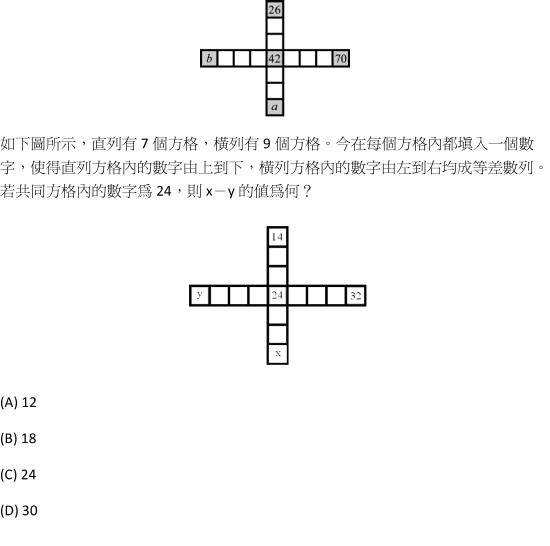 26
b 42 70
a
如下圖所示，直列有 7 個方格，橫列有 9 個方格。今在每個方格內都填入一個數
字，使得直列方格內的數字由上到下，橫列方格內的數字由左到右均成等差數列。
若共同方格內的數字爲 24，則 x－y 的值爲何？
14
y 24 32
x
(A) 12
(B) 18
(C) 24
(D) 30